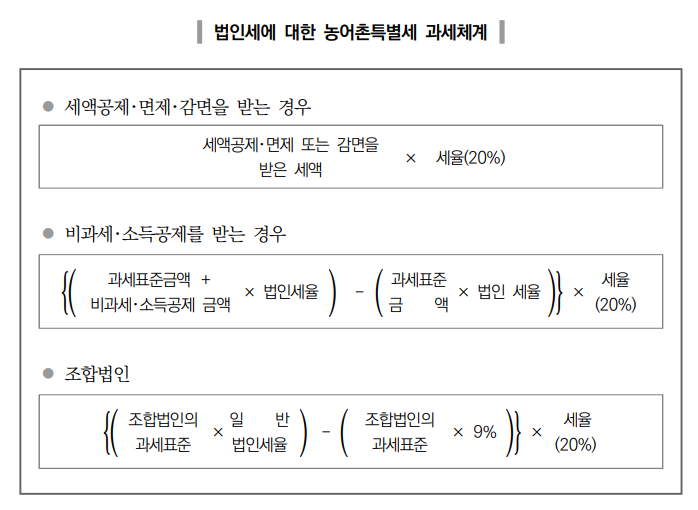 법인세에 대한 농어촌특별세 과세체계
● 세액공제·면제·감면을 받는 경우
세액공제·면제 또는 감면을
받은 세액 × 세율(20%)
● 비과세·소득공제를 받는 경우
{( 과세표준금액 +
비과세·소득공제 금액 × 법인세율 ) - ( 과세표준
금 액 × 법인 세율 )} × 세율
(20%)
● 조합법인
{( 조합법인의
과세표준 × 일 반
법인세율 ) - ( 조합법인의
과세표준 × 9% )} × 세율
(20%)